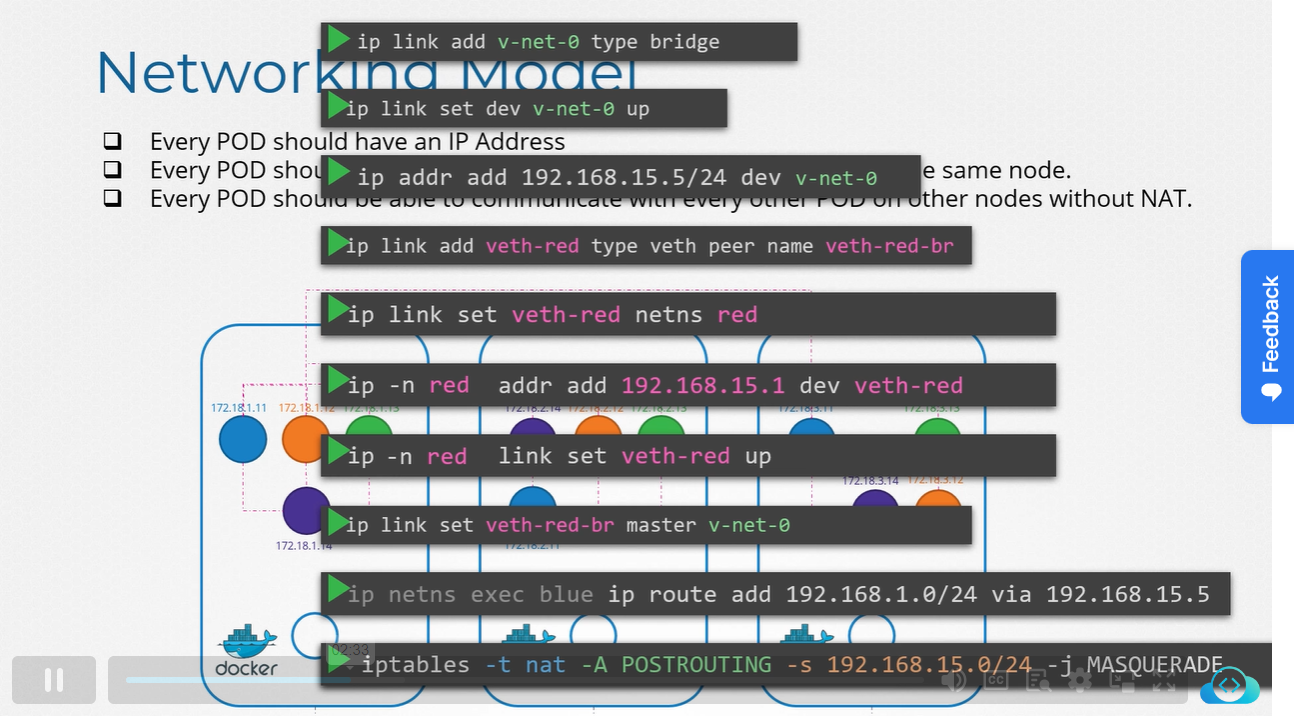 ip link add v-net-0 type bridge
Networking Model
ip link set dev v-net-0 up
Every POD should have an IP Address
ip addr add 192.168.15.5/24 dev v-net-0
Every POD same node.
Every POD should be able to communicate with every other POD on other nodes without NAT.
ip link add veth-red type veth peer name veth-red-br
ip link set veth-red netns red
Feedback
ip -n red addr add 192.168.15.1 dev veth-red
172.18.1.11 172.18.1.12 172.18.1.13 172.18.2.14 172.18.2.12 172.18.2.13 172.18.3.11 172.18.3.13
ip -n red link set veth-red up
172.18.3.14 172.18.3.12
ip link set veth-red-br master v-net-0
172.18.1.14 172.18.2.11
ip netns exec blue ip route add 192.168.1.0/24 via 192.168.15.5
02:33
docker
iptables -t nat -A POSTROUTING -s 192.168.15.0/24 -j MASQUERADE
CC